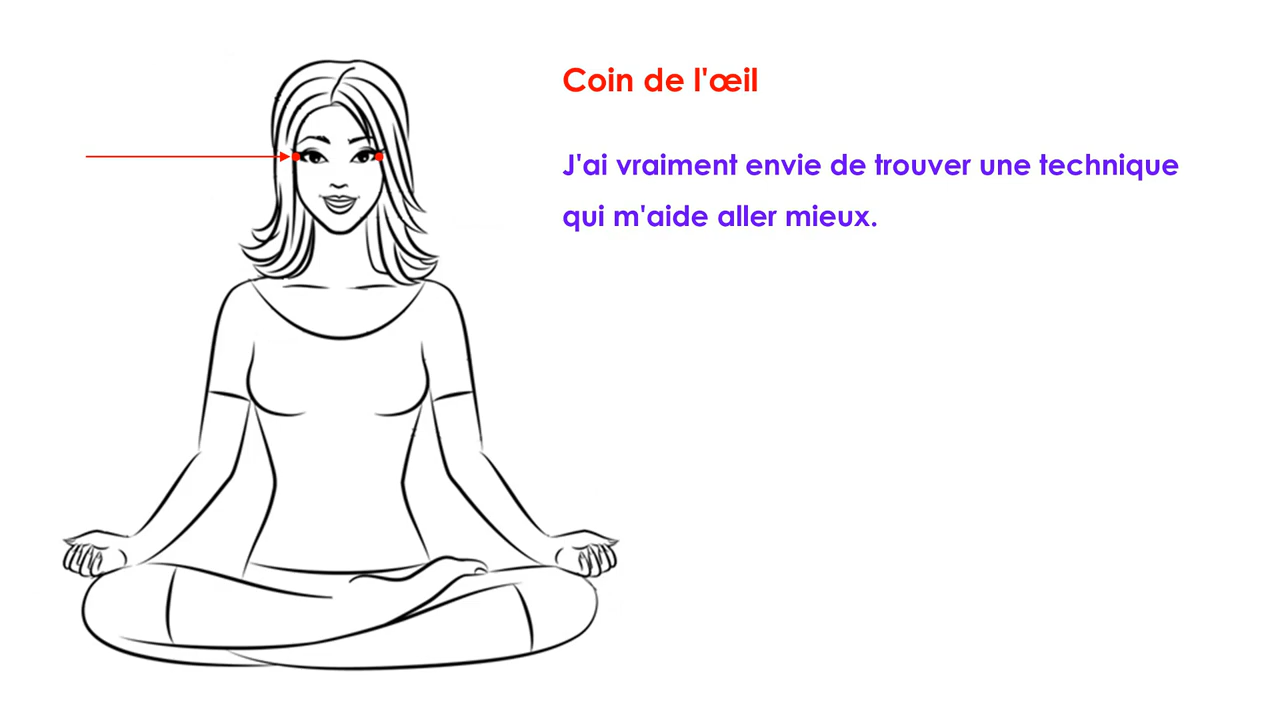 Coin de l'œil
J'ai vraiment envie de trouver une technique
qui m'aide aller mieux.